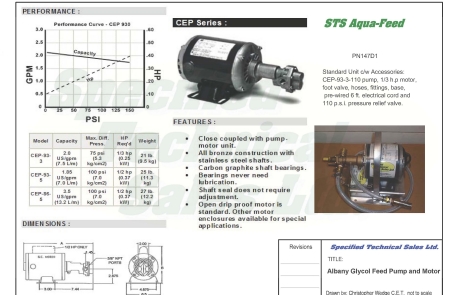 PERFORMANCE :
Performance Curve - CEP 933
3.0
2.5
2.0
1.5
1.0
0.5
0
.60
.50
.40
.30
.20
.10
.00
Capacity
HP
GPM
HP
0 25 50 75 100 125 150
PSI
Model Capacity Max. Diff. Press. HP Req'd Weight
CEP-93-3 2.0 US/gpm (7.5 L/m) 75 psi (5.3 kg/cm2) 1/3 hp (0.25 kW) 21 lb (9.5 kg)
CEP-93-5 1.85 US/gpm (7.0 L/m) 100 psi (7.0 kg/cm2) 1/2 hp (0.37 kW) 25 lb (11.3 kg)
3.5 US/gpm (13.2 L/m) 100 psi (7.0 kg/cm2) 1/2 hp (0.37 kW) 27 lb (12.2 kg)
DIMENSIONS :
CEP Series :
FEATURES :
• Close coupled with pump-motor unit.
• All bronze construction with stainless steel shafts.
• Carbon graphite shaft bearings.
• Bearings never need lubrication.
• Shaft seal does not require adjustment.
• Open drip proof motor is standard. Other motor enclosures available for special applications.
STS Aqua-Feed
PN147D1
Standard Unit c/w Accessories:
CEP-93-3-110 pump, 1/3 h.p motor,
foot valve, hoses, fittings, base,
pre-wired 6 ft. electrical cord and
110 p.s.i. pressure relief valve.
Revisions
Specified Technical Sales Ltd.
TITLE:
Albany Glycol Feed Pump and Motor
Drawn by: Christopher Wedge C.E.T. not to scale